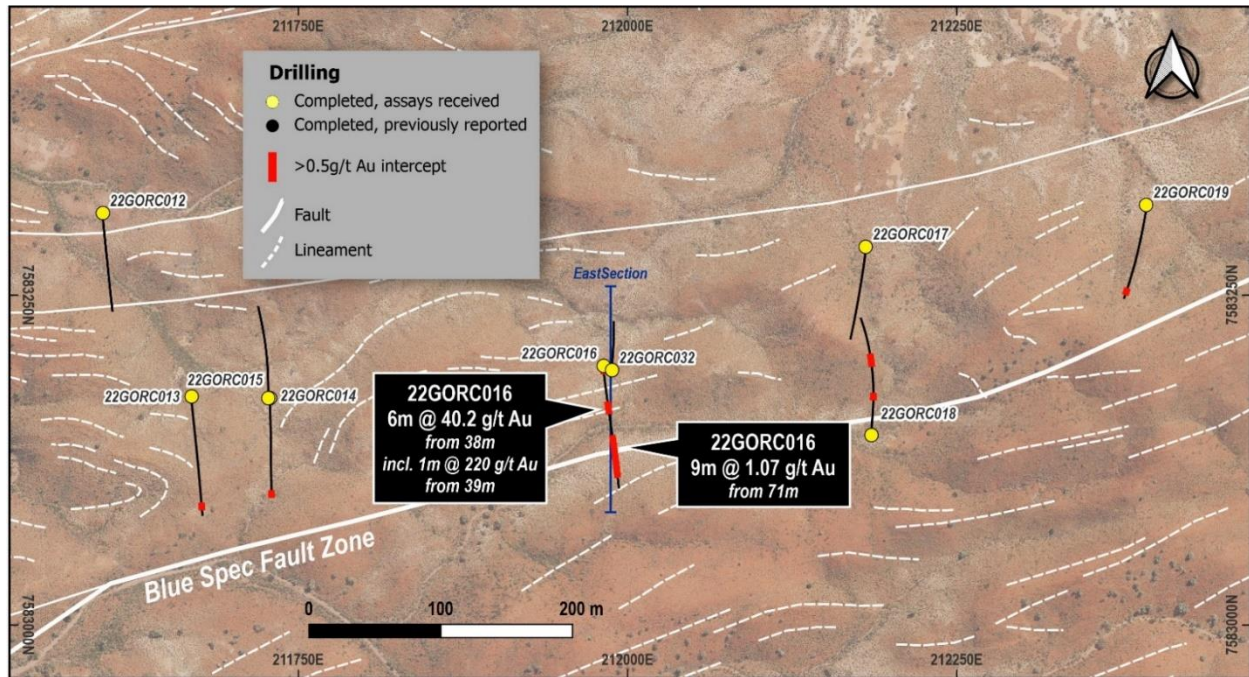 211750E
212000E
212250E
Drilling
Completed, assays received
Completed, previously reported
>0.5g/t Au intercept
Fault
Lineament
22GORC012
22GORC019
22GORC017
EastSection
7583250N
7583250N
22GORC016
22GORC032
22GORC015
22GORC013
22GORC014
22GORC018
22GORC016
6m @ 40.2 g/t Au
from 38m
incl. 1m @ 220 g/t Au
from 39m
22GORC016
9m @ 1.07 g/t Au
from 71m
Blue Spec Fault Zone
0 100 200 m
7583000N
7583000N
211750E
212000E
212250E